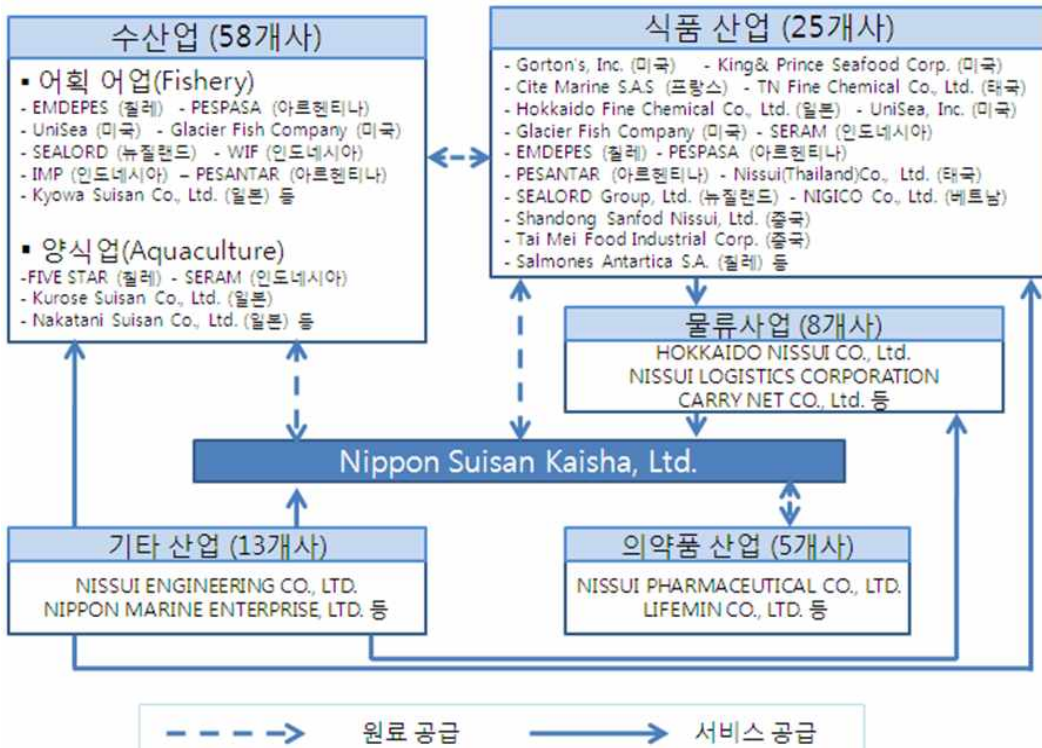 수산업 (58개사)
▪ 어획 어업(Fishery)
- EMDEPES (칠레) - PESPASA (아르헨티나)
- UniSea (미국) - Glacier Fish Company (미국)
- SEALORD (뉴질랜드) - WIF (인도네시아)
- IMP (인도네시아) – PESANTAR (아르헨티나)
- Kyowa Suisan Co., Ltd. (일본) 등
▪ 양식업(Aquaculture)
-FIVE STAR (칠레) - SERAM (인도네시아)
- Kurose Suisan Co., Ltd. (일본)
- Nakatani Suisan Co., Ltd. (일본) 등
식품 산업 (25개사)
- Gorton's, Inc. (미국) - King& Prince Seafood Corp. (미국)
- Cite Marine S.A.S (프랑스) - TN Fine Chemical Co., Ltd. (태국)
- Hokkaido Fine Chemical Co., Ltd. (일본) - UniSea, Inc. (미국)
- Glacier Fish Company (미국) - SERAM (인도네시아)
- EMDEPES (칠레) - PESPASA (아르헨티나)
- PESANTAR (아르헨티나) - Nissui(Thailand)Co., Ltd. (태국)
- SEALORD Group, Ltd. (뉴질랜드) - NIGICO Co., Ltd. (베트남)
- Shandong Sanfod Nissui, Ltd. (중국)
- Tai Mei Food Industrial Corp. (중국)
- Salmones Antartica S.A. (칠레) 등
물류사업 (8개사)
HOKKAIDO NISSUI CO., Ltd.
NISSUI LOGISTICS CORPORATION
CARRY NET CO., Ltd. 등
Nippon Suisan Kaisha, Ltd.
기타 산업 (13개사)
NISSUI ENGINEERING CO., LTD.
NIPPON MARINE ENTERPRISE, LTD. 등
의약품 산업 (5개사)
NISSUI PHARMACEUTICAL CO., LTD.
LIFEMIN CO., LTD. 등
원료 공급 서비스 공급